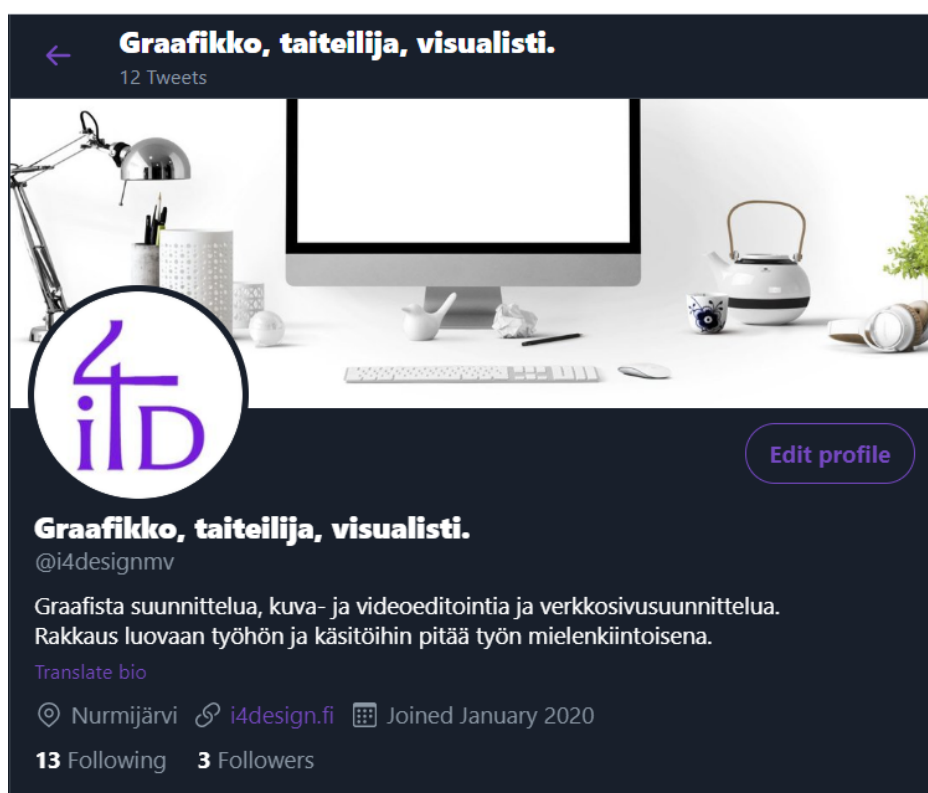 Graafikko, taiteilija, visualisti.
12 Tweets
i4D
Edit profile
Graafikko, taiteilija, visualisti.
@i4designmv
Graafista suunnittelua, kuva- ja videoeditointia ja verkkosivusuunnittelua.
Rakkaus luovaan työhön ja käsitöihin pitää työn mielenkiintoisena.
Translate bio
Nurmijärvi i4design.fi Joined January 2020
13 Following 3 Followers